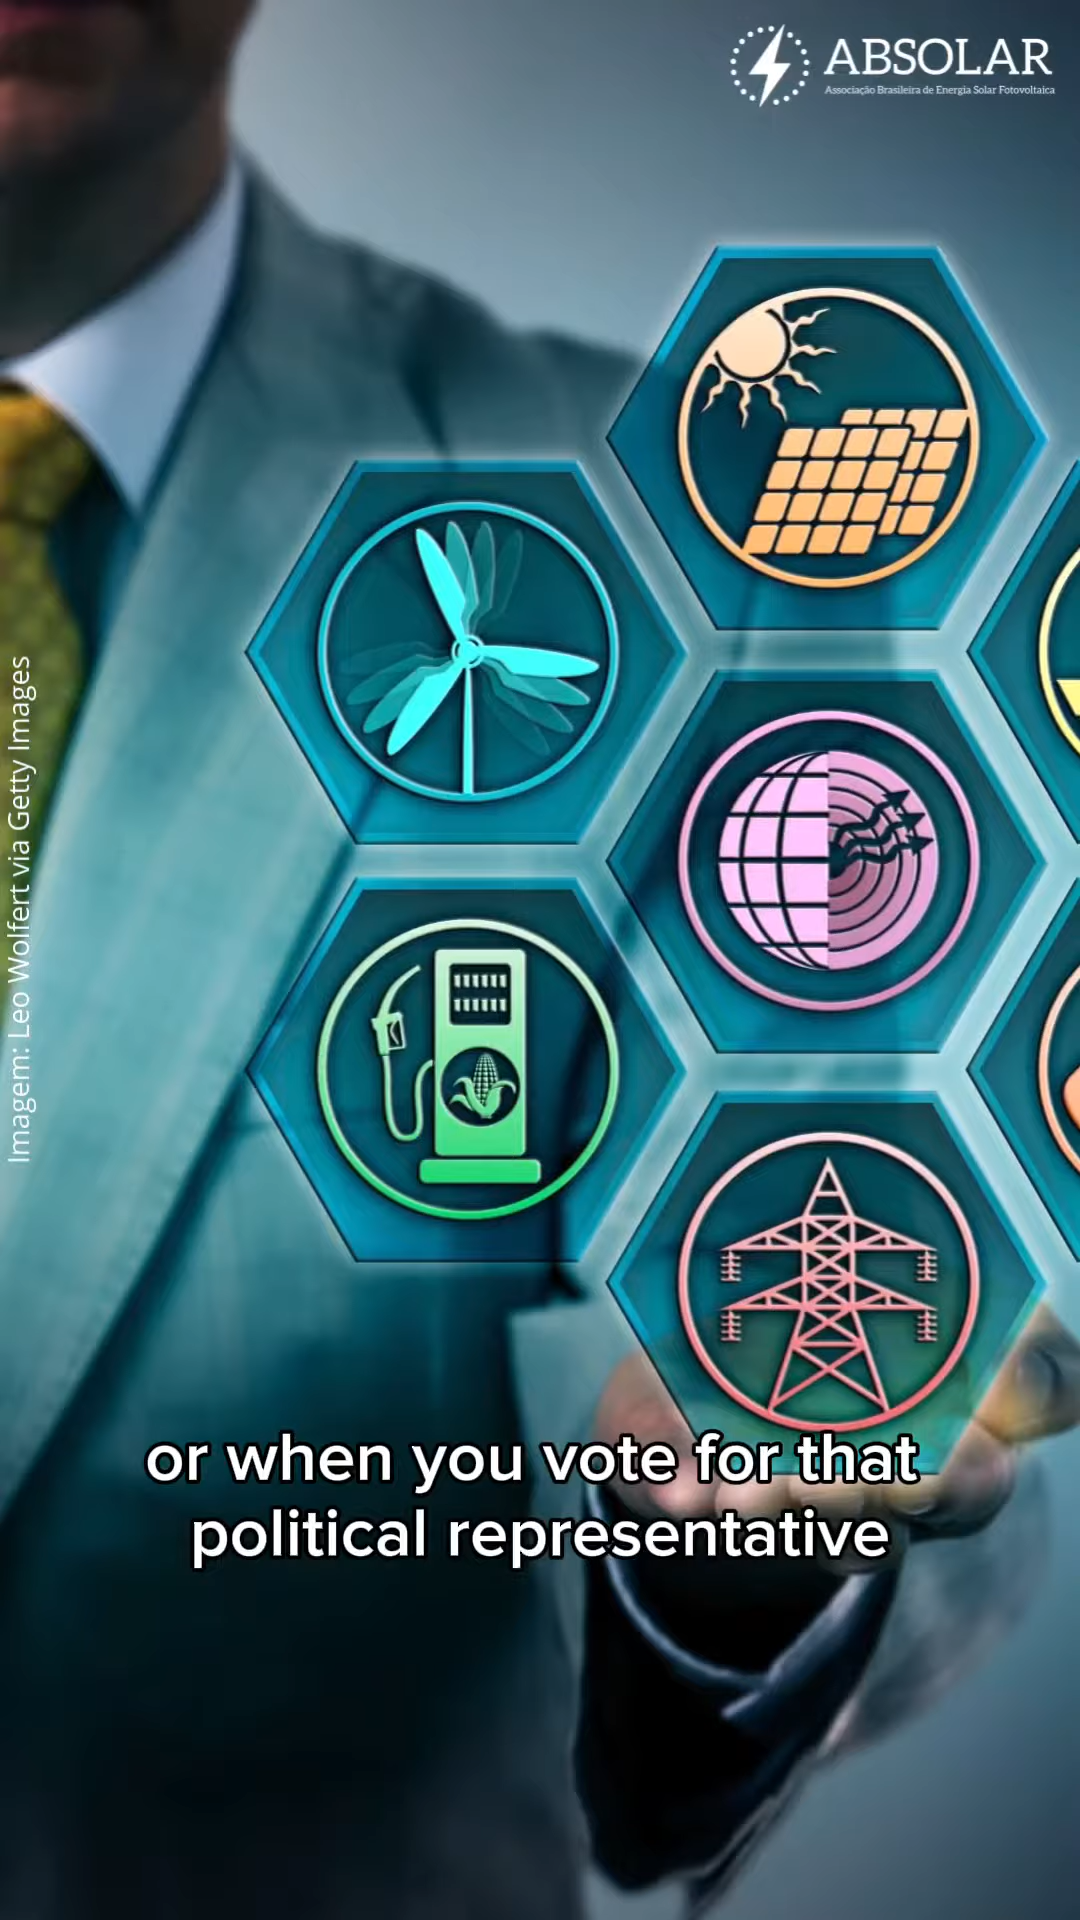 ABSOLAR
Associação Brasileira de Energia Solar Fotovoltaica
Imagem: Leo Wolfert via Getty Images
or when you vote for that
political representative